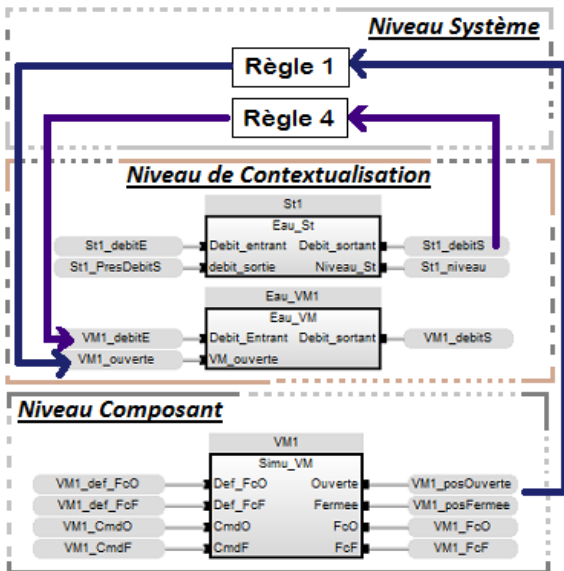 Niveau Système
Règle 1
Règle 4
Niveau de Contextualisation
St1
Eau_St
St1_debitE Debit_entrant Debit_sortant St1_debitS
St1_PresDebitS debit_sortie Niveau_St St1_niveau
Eau_VM1
Eau_VM
VM1_debitE Debit_Entrant Debit_sortant VM1_debitS
VM1_ouverte VM_ouverte
Niveau Composant
VM1
Simu_VM
VM1_def_FcO Def_FcO Ouverte VM1_posOuverte
VM1_def_FcF Def_FcF Fermee VM1_posFermee
VM1_CmdO CmdO FcO VM1_FcO
VM1_CmdF CmdF FcF VM1_FcF